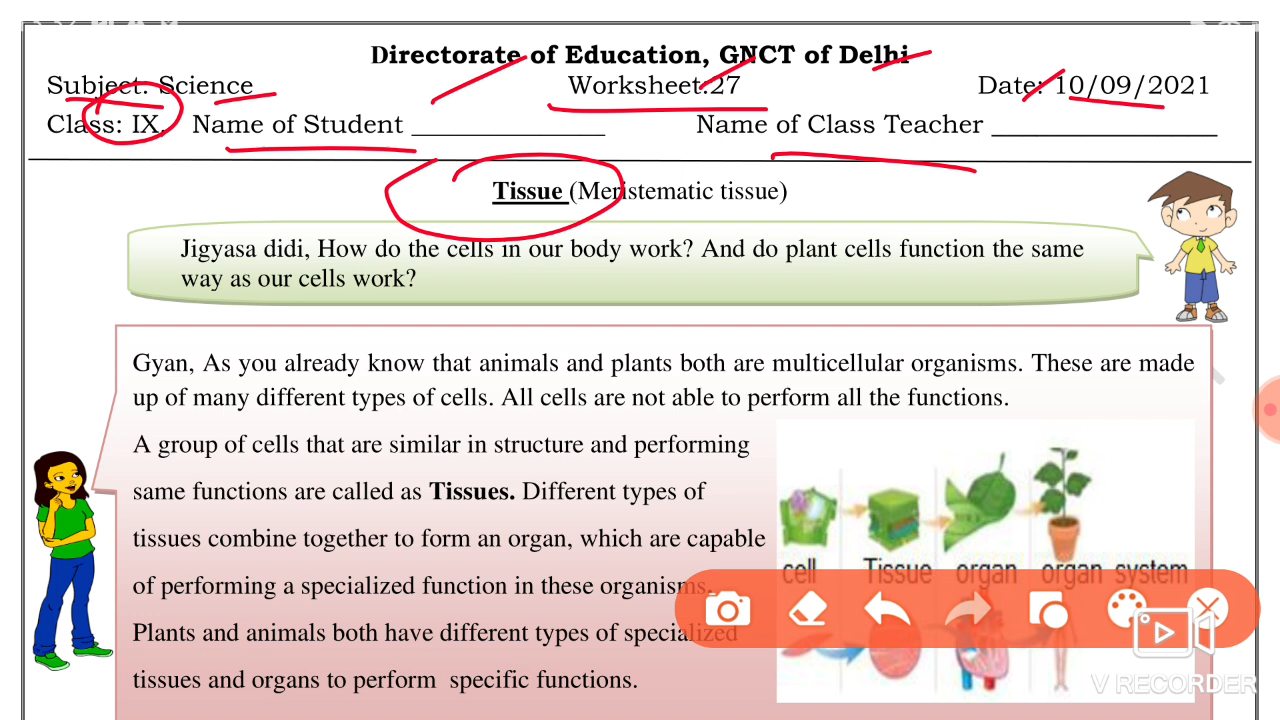 Directorate of Education, GNCT of Delhi
Subject: Science Worksheet:27 Date: 10/09/2021
Class: IX, Name of Student ______________ Name of Class Teacher ________________
Tissue (Meristematic tissue)
Jigyasa didi, How do the cells in our body work? And do plant cells function the same
way as our cells work?
Gyan, As you already know that animals and plants both are multicellular organisms. These are made
up of many different types of cells. All cells are not able to perform all the functions.
A group of cells that are similar in structure and performing
same functions are called as Tissues. Different types of
tissues combine together to form an organ, which are capable
of performing a specialized function in these organisms.
Plants and animals both have different types of specialized
tissues and organs to perform specific functions.
cell Tissue organ organ system
V RECORDER